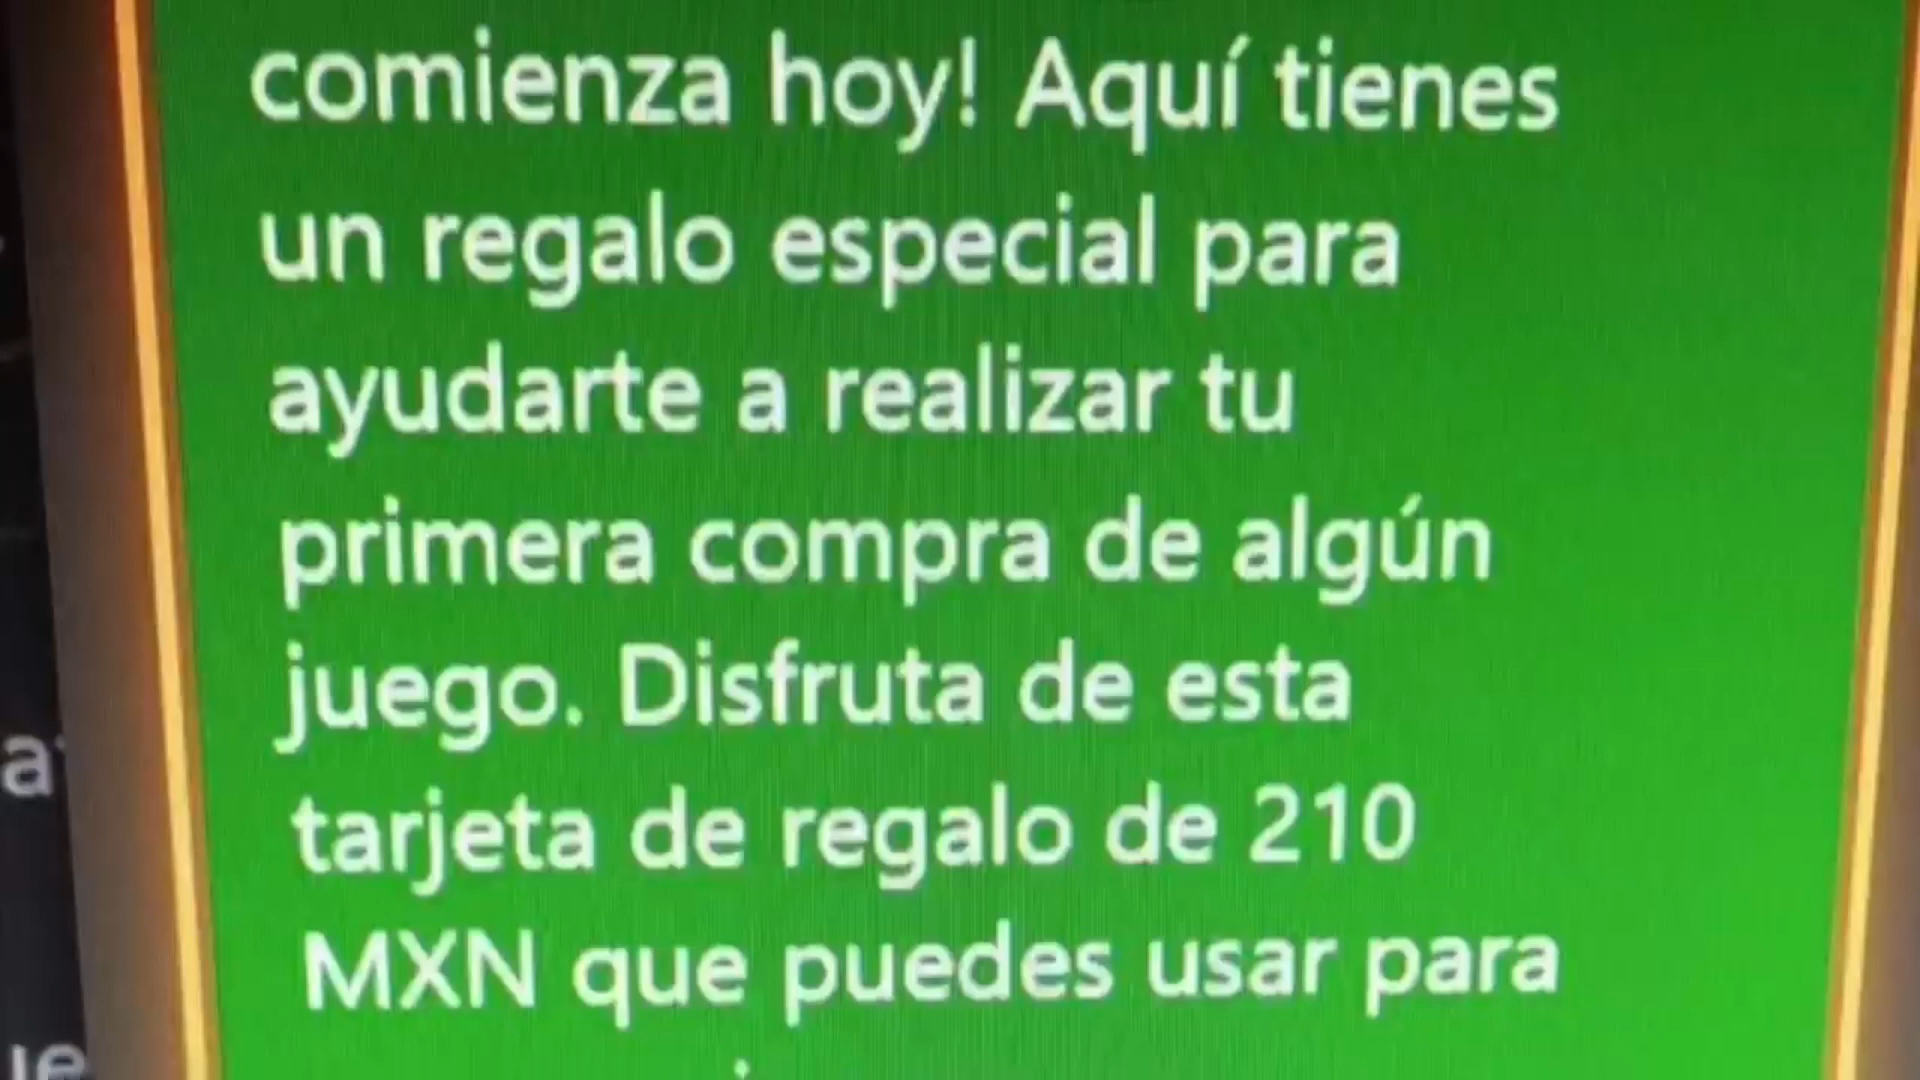 comienza hoy! Aquí tienes
un regalo especial para
ayudarte a realizar tu
primera compra de algún
juego. Disfruta de esta
tarjeta de regalo de 210
MXN que puedes usar para